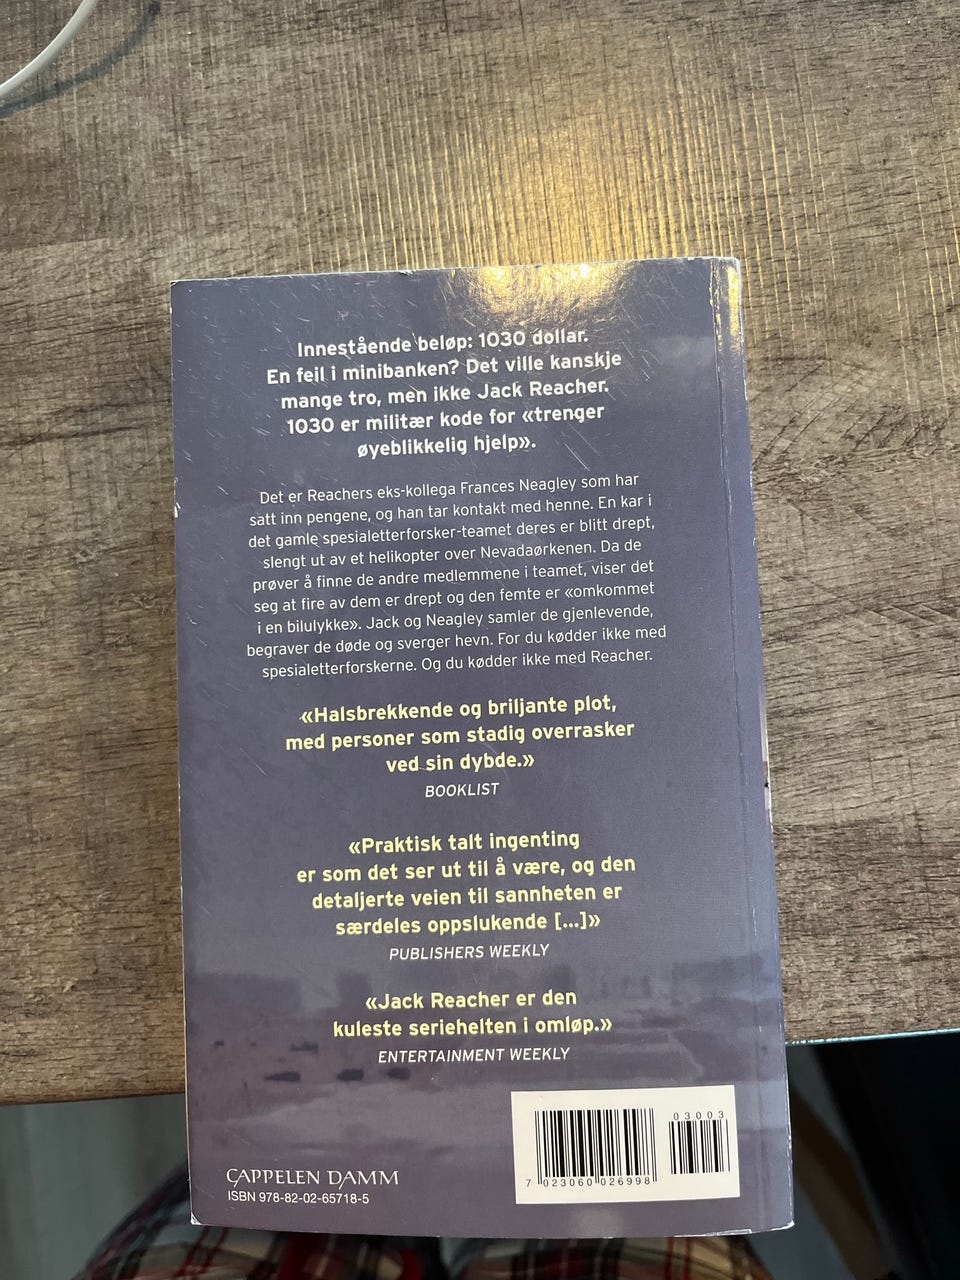 Innestående beløp: 1030 dollar.
En feil i minibanken? Det ville kanskje
mange tro, men ikke Jack Reacher.
1030 er militær kode for «trenger
øyeblikkelig hjelp».
Det er Reachers eks-kollega Frances Neagley som har
satt inn pengene, og han tar kontakt med henne. En kar i
det gamle spesialetterforsker-teamet deres er blitt drept,
slengt ut av et helikopter over Nevadaørkenen. Da de
prøver å finne de andre medlemmene i teamet, viser det
seg at fire av dem er drept og den femte er «omkommet
i en bilulykke». Jack og Neagley samler de gjenlevende,
begraver de døde og sverger hevn. For du kødder ikke med
spesialetterforskerne. Og du kødder ikke med Reacher.
«Halsbrekkende og briljante plot,
med personer som stadig overrasker
ved sin dybde.»
BOOKLIST
«Praktisk talt ingenting
er som det ser ut til å være, og den
detaljerte veien til sannheten er
særdeles oppslukende [...]»
PUBLISHERS WEEKLY
«Jack Reacher er den
kuleste seriehelten i omløp.»
ENTERTAINMENT WEEKLY
03003
7 023060 026998
CAPPELEN DAMM
ISBN 978-82-02-65718-5